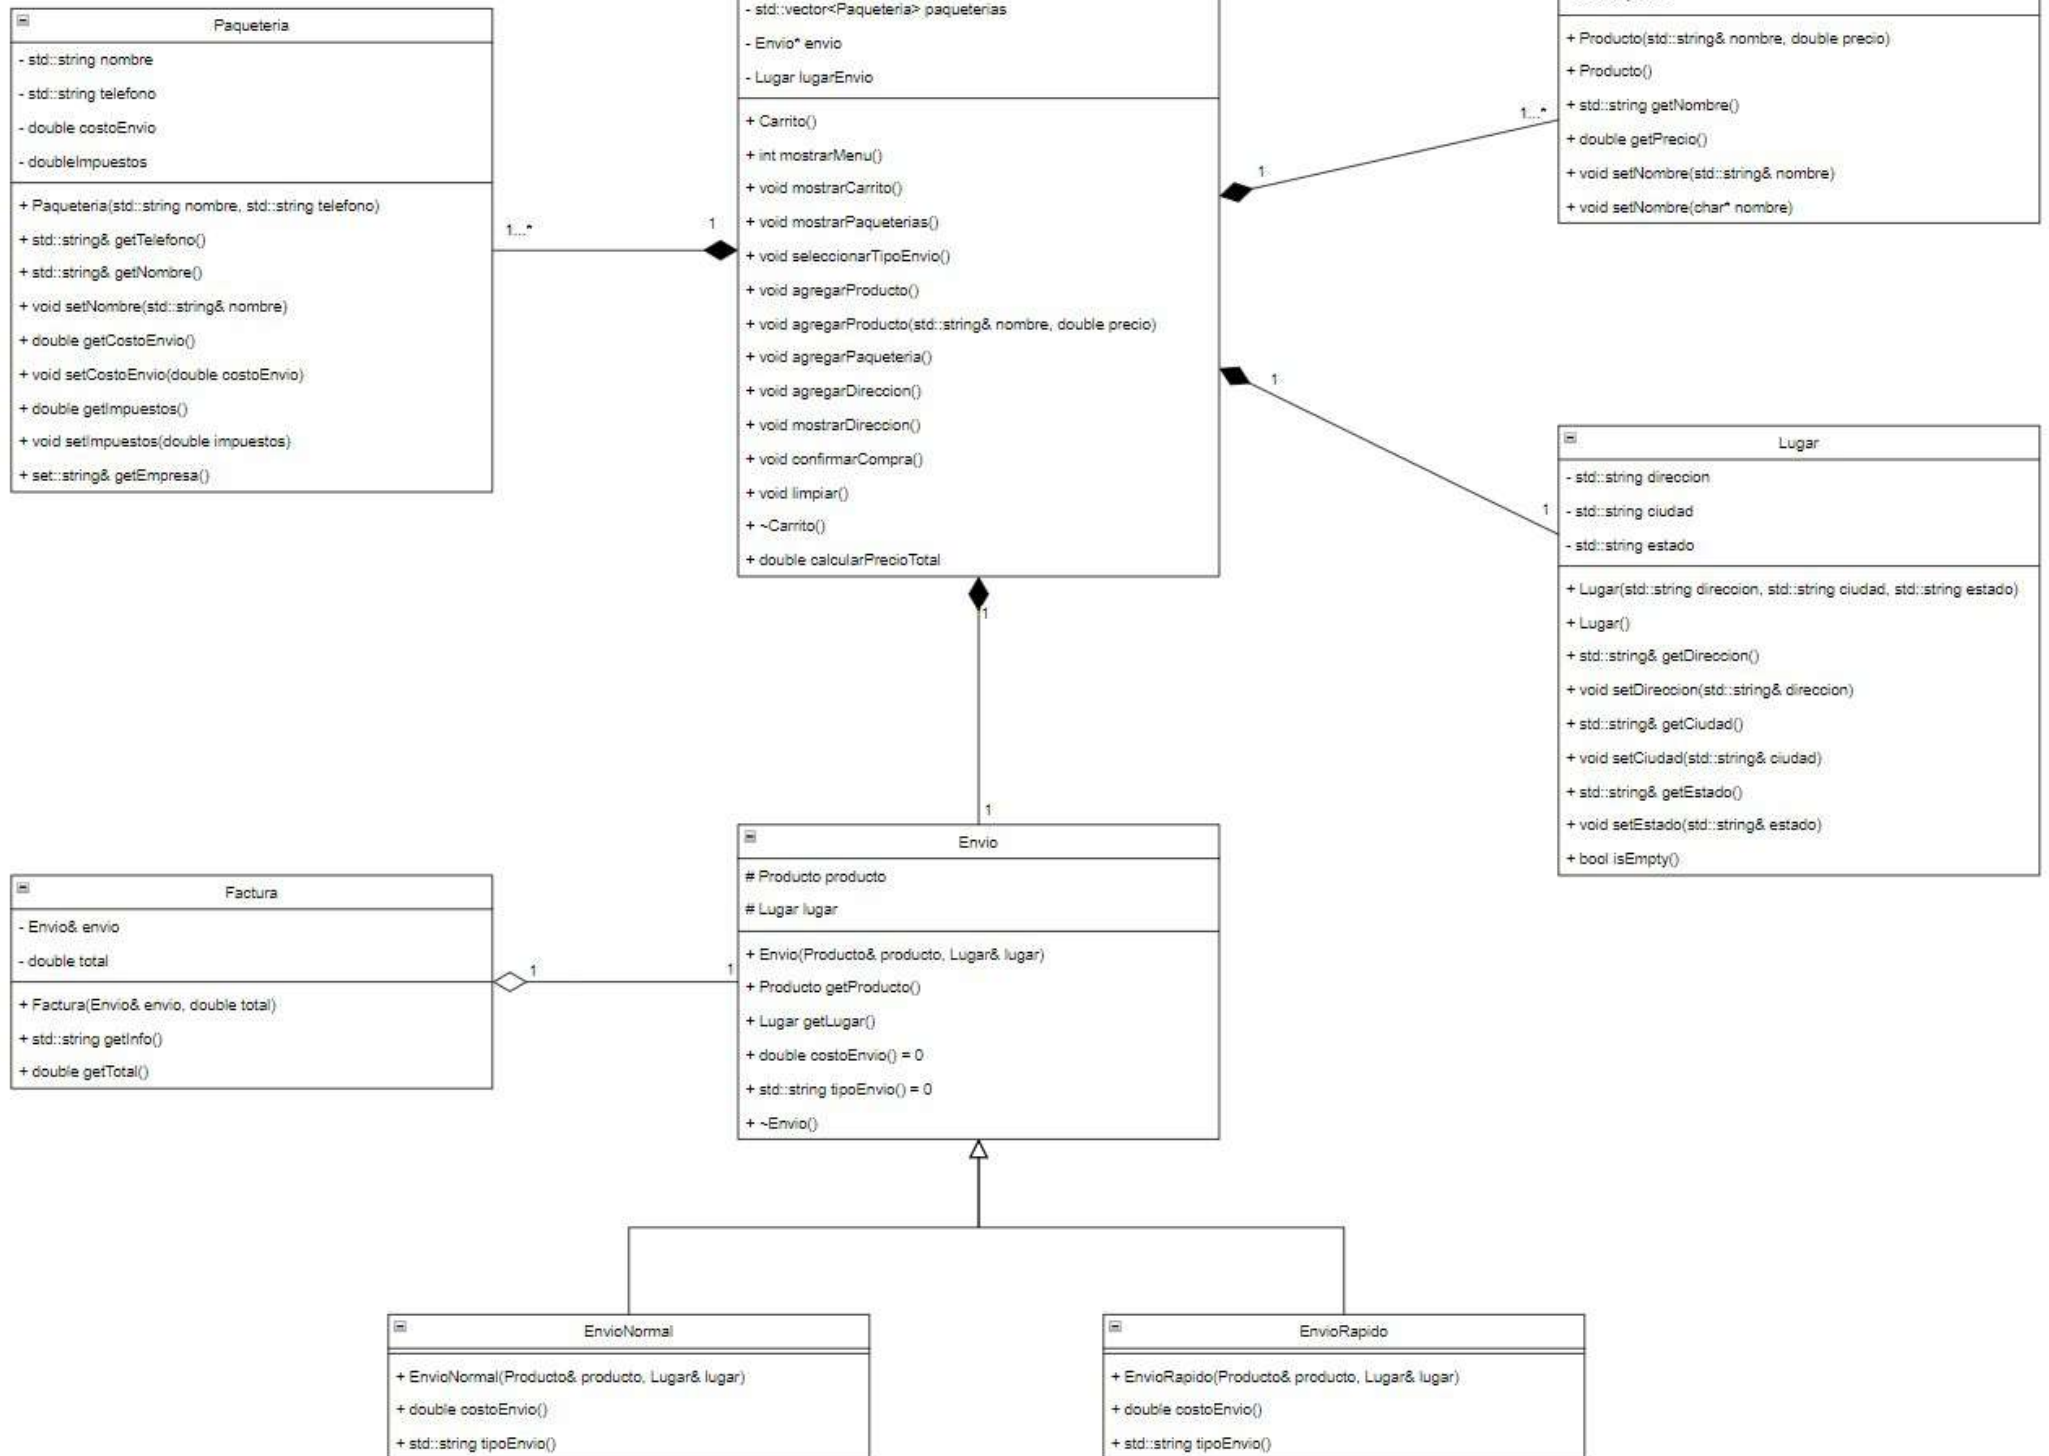 Paqueteria
- std::string nombre
- std::string telefono
- double costoEnvio
- doubleImpuestos
+ Paqueteria(std::string nombre, std::string telefono)
+ std::string& getTelefono()
+ std::string& getNombre()
+ void setNombre(std::string& nombre)
+ double getCostoEnvio()
+ void setCostoEnvio(double costoEnvio)
+ double getImpuestos()
+ void setImpuestos(double impuestos)
+ set::string& getEmpresa()
1...*
1
- std::vector<Paqueteria> paqueterias
- Envio* envio
- Lugar lugarEnvio
+ Carrito()
+ int mostrarMenu()
+ void mostrarCarrito()
+ void mostrarPaqueterias()
+ void seleccionarTipoEnvio()
+ void agregarProducto()
+ void agregarProducto(std::string& nombre, double precio)
+ void agregarPaqueteria()
+ void agregarDireccion()
+ void mostrarDireccion()
+ void confirmarCompra()
+ void limpiar()
+ ~Carrito()
+ double calcularPrecioTotal
1
1...*
+ Producto(std::string& nombre, double precio)
+ Producto()
+ std::string getNombre()
+ double getPrecio()
+ void setNombre(std::string& nombre)
+ void setNombre(char* nombre)
1
1
Lugar
- std::string direccion
- std::string ciudad
- std::string estado
+ Lugar(std::string direccion, std::string ciudad, std::string estado)
+ Lugar()
+ std::string& getDireccion()
+ void setDireccion(std::string& direccion)
+ std::string& getCiudad()
+ void setCiudad(std::string& ciudad)
+ std::string& getEstado()
+ void setEstado(std::string& estado)
+ bool isEmpty()
1
1
Factura
- Envio& envio
- double total
+ Factura(Envio& envio, double total)
+ std::string getInfo()
+ double getTotal()
1
1
Envio
# Producto producto
# Lugar lugar
+ Envio(Producto& producto, Lugar& lugar)
+ Producto getProducto()
+ Lugar getLugar()
+ double costoEnvio() = 0
+ std::string tipoEnvio() = 0
+ ~Envio()
EnvioNormal
+ EnvioNormal(Producto& producto, Lugar& lugar)
+ double costoEnvio()
+ std::string tipoEnvio()
EnvioRapido
+ EnvioRapido(Producto& producto, Lugar& lugar)
+ double costoEnvio()
+ std::string tipoEnvio()